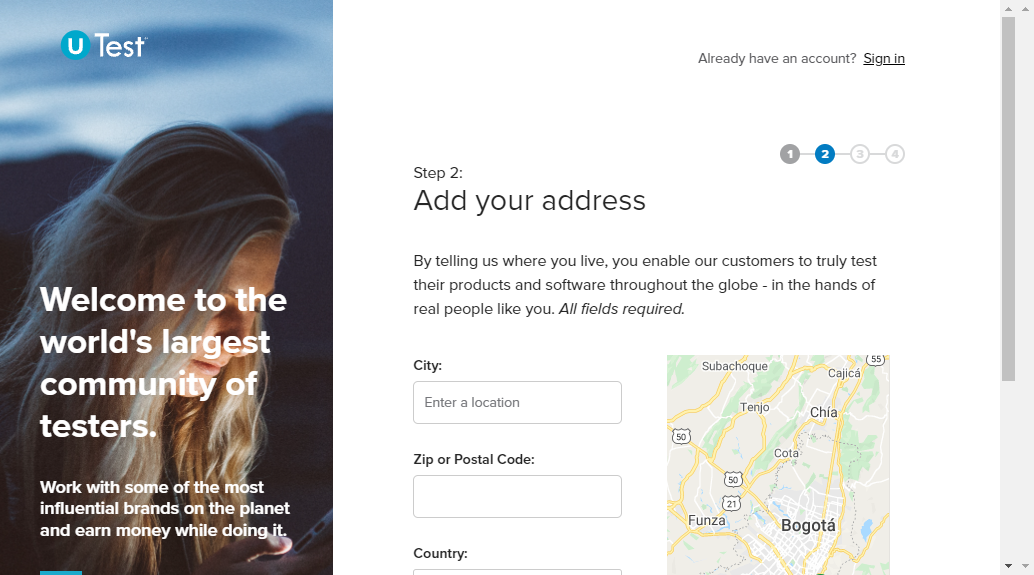 U Test
Already have an account? Sign in
1 2 3 4
Step 2:
Add your address
By telling us where you live, you enable our customers to truly test
their products and software throughout the globe - in the hands of
real people like you. All fields required.
City:
Enter a location
Zip or Postal Code:
Country:
Welcome to the
world's largest
community of
testers.
Work with some of the most
influential brands on the planet
and earn money while doing it.
55
Subachoque
Cajicá
Tenjo
Chía
50
Cota
50
21
Funza
Bogotá